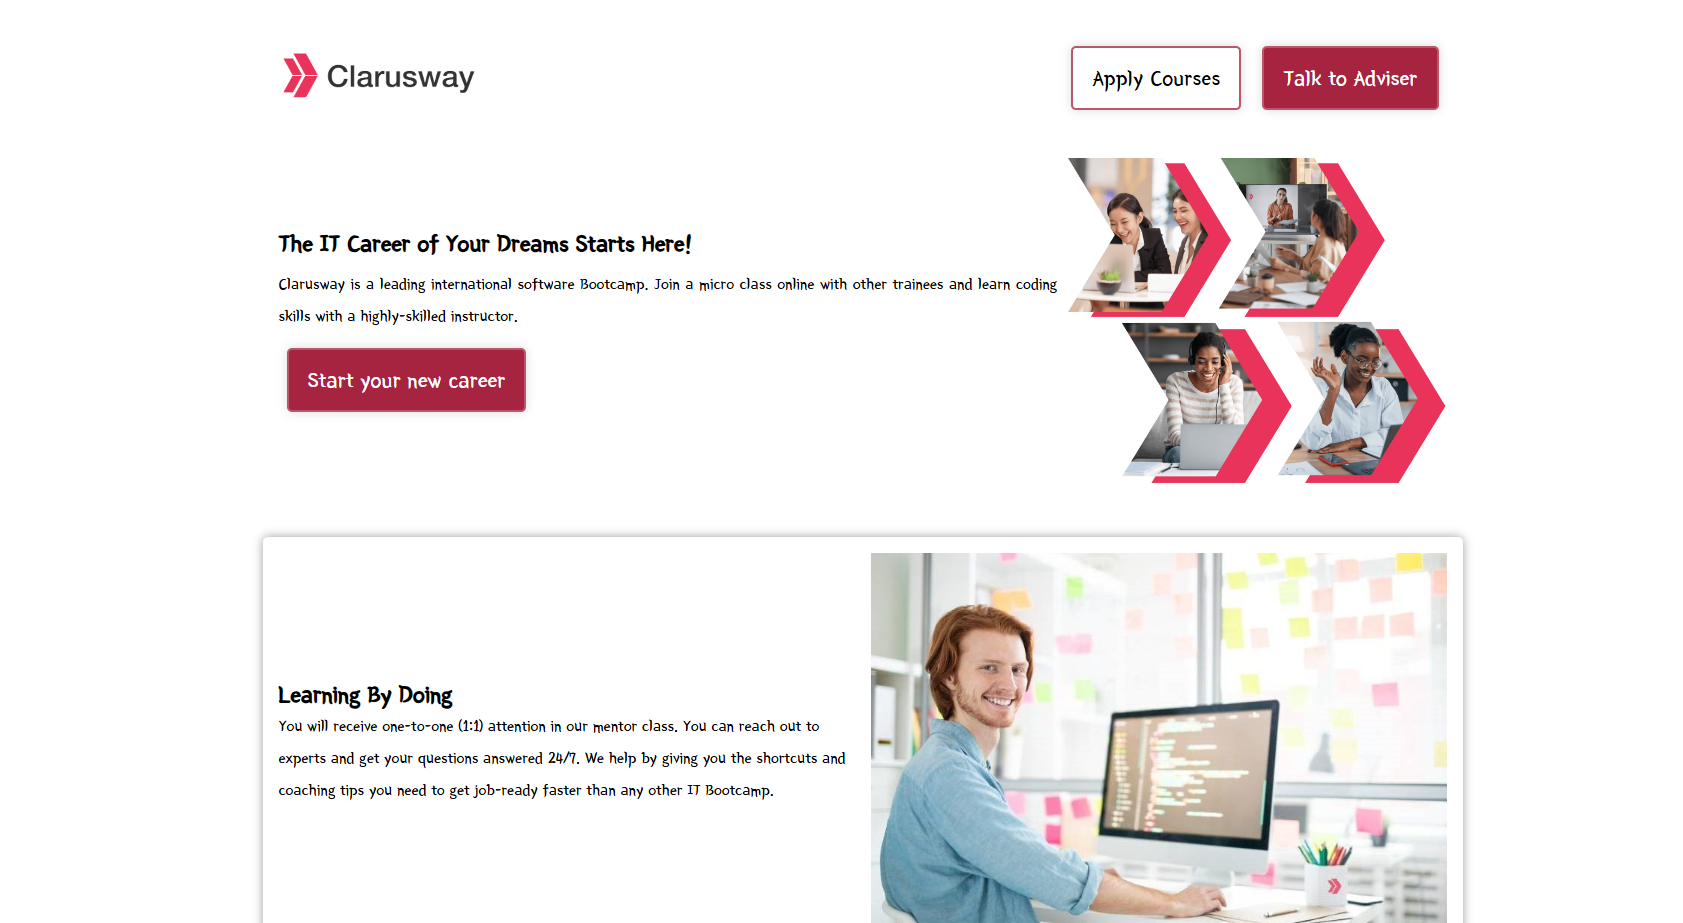 Clarusway
Apply Courses
Talk to Adviser
The IT Career of Your Dreams Starts Here!
Clarusway is a leading international software Bootcamp. Join a micro class online with other trainees and learn coding
skills with a highly-skilled instructor.
Start your new career
Learning By Doing
You will receive one-to-one (1:1) attention in our mentor class. You can reach out to
experts and get your questions answered 24/7. We help by giving you the shortcuts and
coaching tips you need to get job-ready faster than any other IT Bootcamp.